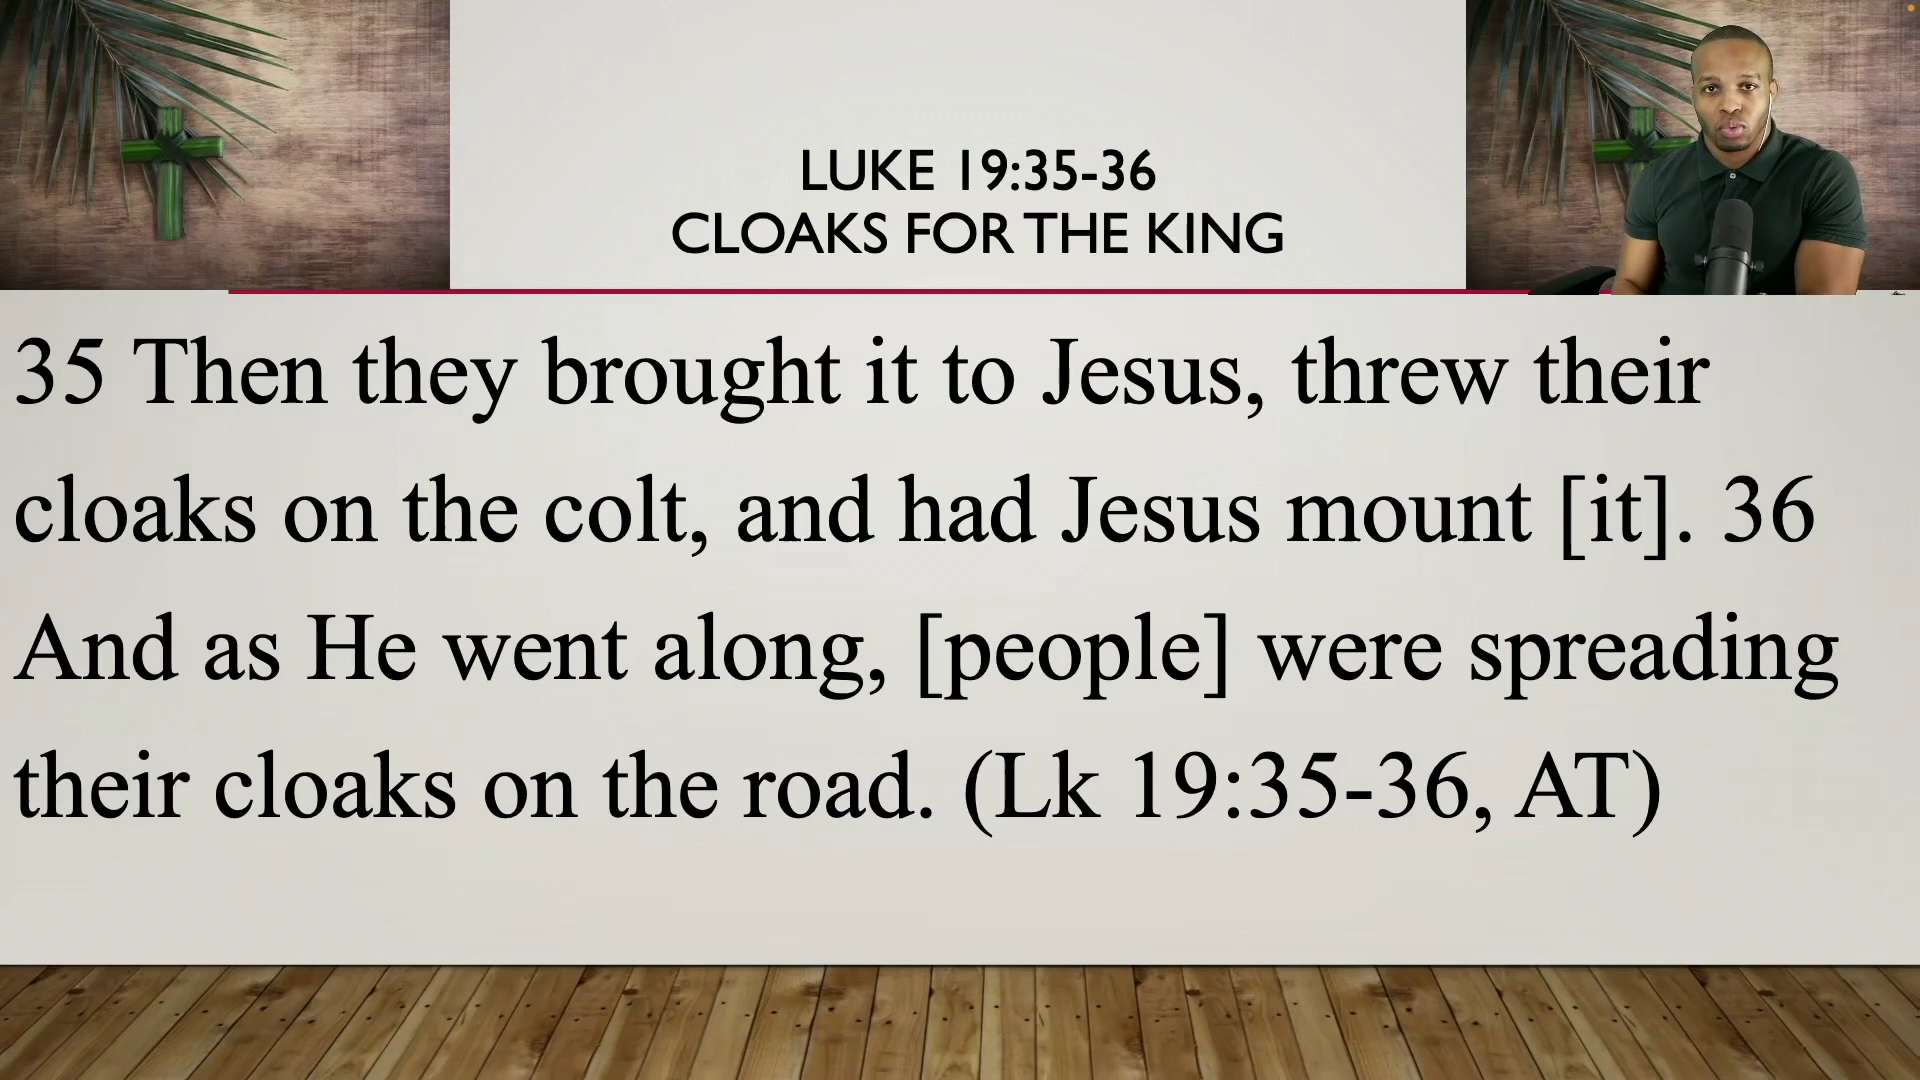 LUKE 19:35-36
CLOAKS FOR THE KING
35 Then they brought it to Jesus, threw their
cloaks on the colt, and had Jesus mount [it]. 36
And as He went along, [people] were spreading
their cloaks on the road. (Lk 19:35-36, AT)